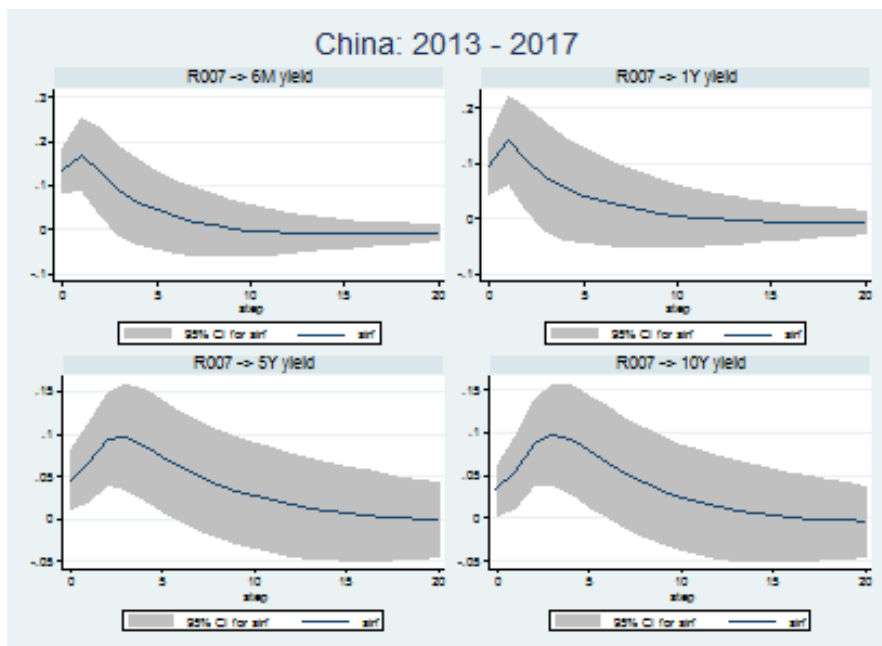 China: 2013 - 2017
R007 -> 6M yield
.3
.2
.1
0
-.1
0 5 10 15 20
step
95% CI for sirf sirf
R007 -> 1Y yield
.2
.1
0
-.1
0 5 10 15 20
step
95% CI for sirf sirf
R007 -> 5Y yield
.15
.1
.05
0
-.05
0 5 10 15 20
step
95% CI for sirf sirf
R007 -> 10Y yield
.15
.1
.05
0
-.05
0 5 10 15 20
step
95% CI for sirf sirf